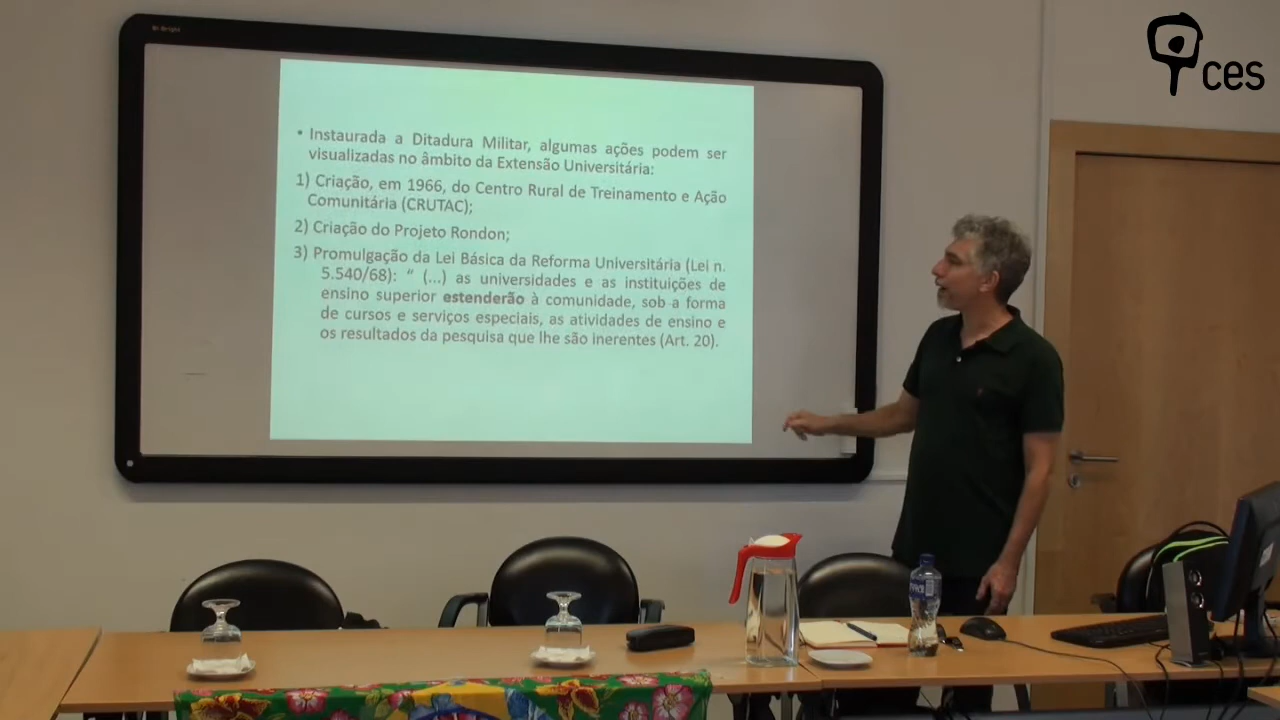 ces
• Instaurada a Ditadura Militar, algumas ações podem ser
visualizadas no âmbito da Extensão Universitária:
1) Criação, em 1966, do Centro Rural de Treinamento e Ação
Comunitária (CRUTAC);
2) Criação do Projeto Rondon;
3) Promulgação da Lei Básica da Reforma Universitária (Lei n.
5.540/68): “ (...) as universidades e as instituições de
ensino superior estenderão à comunidade, sob a forma
de cursos e serviços especiais, as atividades de ensino e
os resultados da pesquisa que lhe são inerentes (Art. 20).